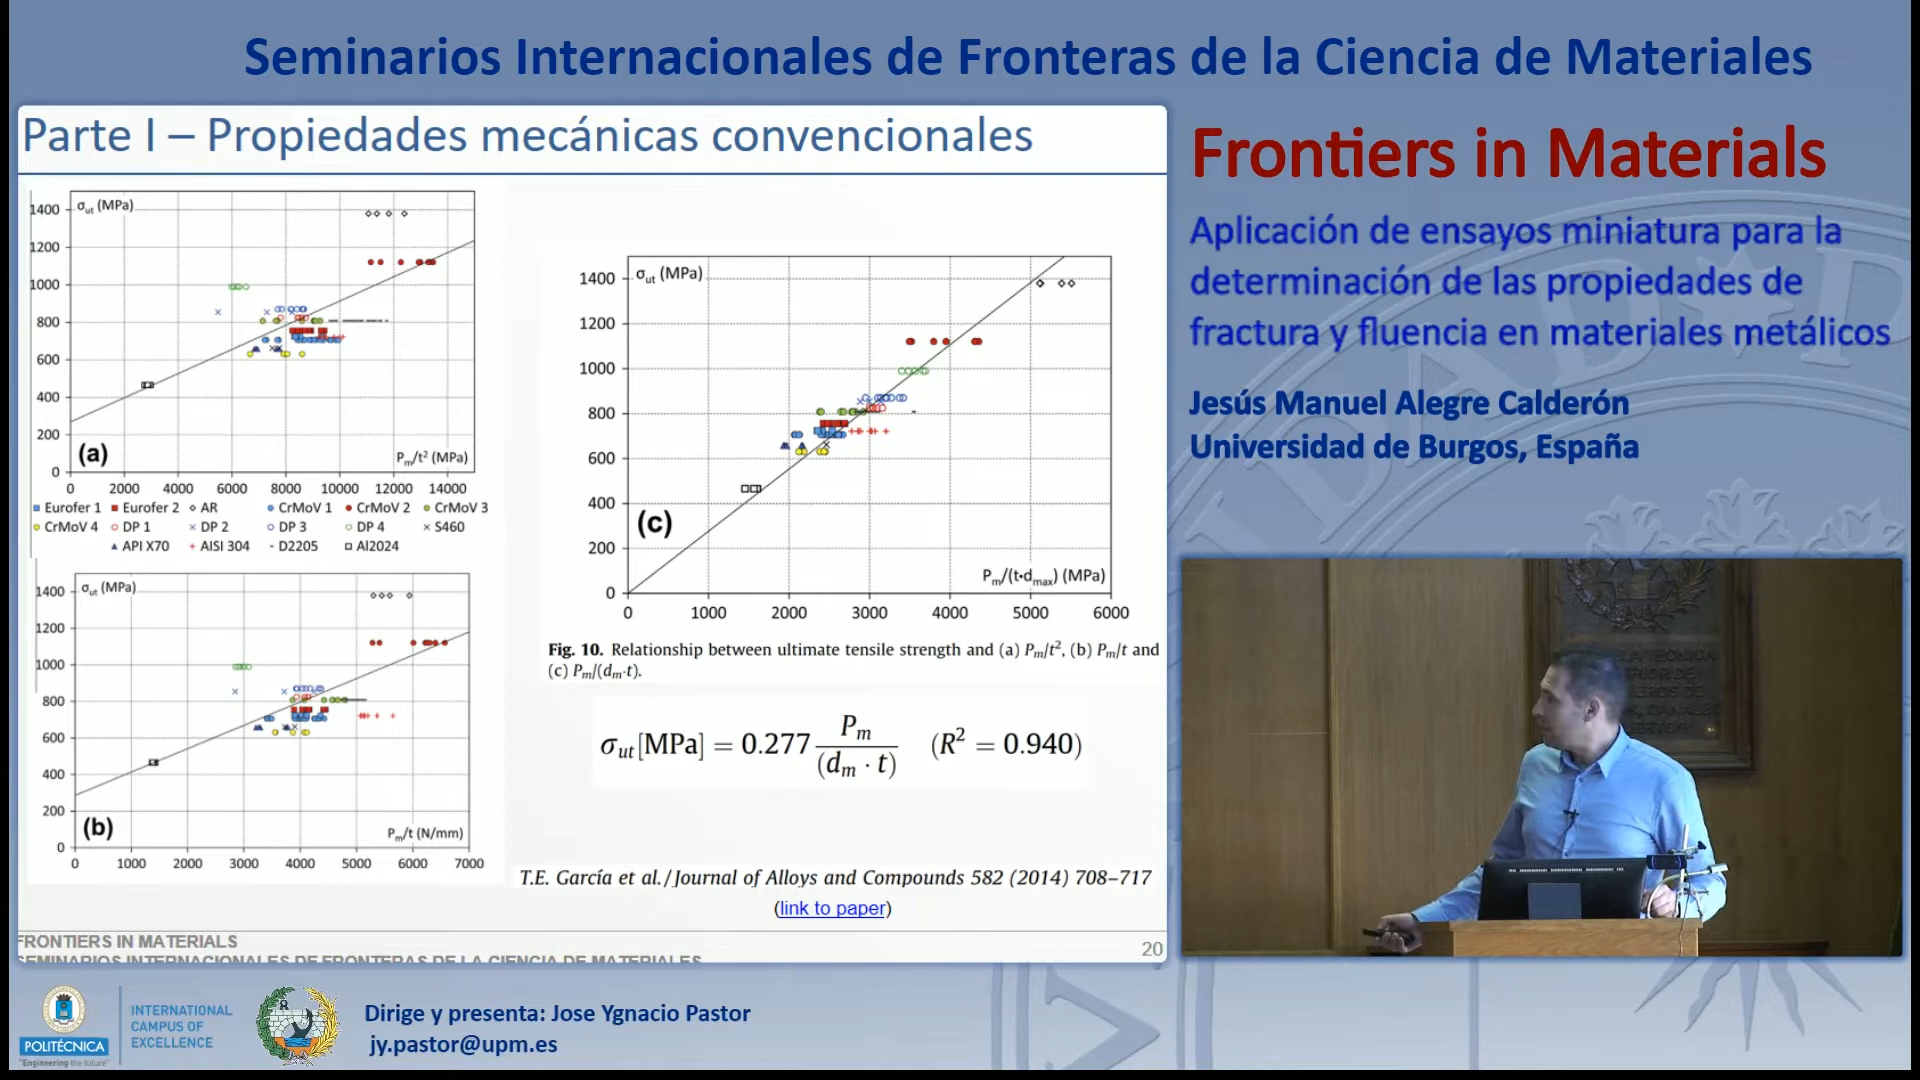 Seminarios Internacionales de Fronteras de la Ciencia de Materiales
Parte I – Propiedades mecánicas convencionales
σut (MPa)
1400
1200
1000
800
600
400
200
0
(a)
Pm/t² (MPa)
0 2000 4000 6000 8000 10000 12000 14000
Eurofer 1 Eurofer 2 AR CrMoV 1 CrMoV 2 CrMoV 3
CrMoV 4 DP 1 DP 2 DP 3 DP 4 S460
API X70 AISI 304 D2205 Al2024
σut (MPa)
1400
1200
1000
800
600
400
200
0
(b)
Pm/t (N/mm)
0 1000 2000 3000 4000 5000 6000 7000
σut (MPa)
1400
1200
1000
800
600
400
200
0
(c)
Pm/(t·dmax) (MPa)
0 1000 2000 3000 4000 5000 6000
Fig. 10. Relationship between ultimate tensile strength and (a) Pm/t², (b) Pm/t and
(c) Pm/(dm·t).
σut[MPa] = 0.277 Pm/(dm · t) (R² = 0.940)
T.E. García et al./Journal of Alloys and Compounds 582 (2014) 708–717
(link to paper)
FRONTIERS IN MATERIALS
SEMINARIOS INTERNACIONALES DE FRONTERAS DE LA CIENCIA DE MATERIALES
20
Frontiers in Materials
Aplicación de ensayos miniatura para la
determinación de las propiedades de
fractura y fluencia en materiales metálicos
Jesús Manuel Alegre Calderón
Universidad de Burgos, España
POLITÉCNICA
"Engineering the future"
INTERNATIONAL
CAMPUS OF
EXCELLENCE
Dirige y presenta: Jose Ygnacio Pastor
jy.pastor@upm.es